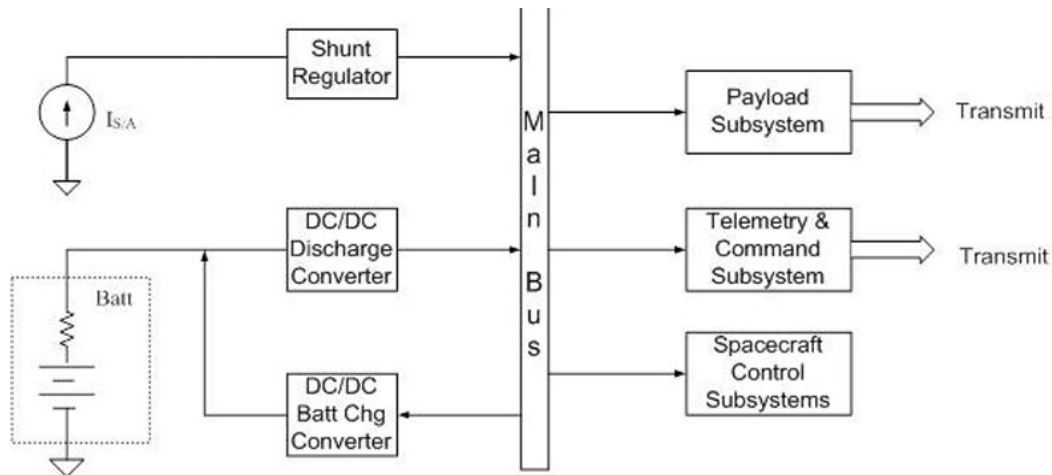 Shunt
Regulator
I S/A
Payload
Subsystem
Transmit
M
a
I
n
B
u
s
DC/DC
Discharge
Converter
Telemetry &
Command
Subsystem
Transmit
Batt
DC/DC
Batt Chg
Converter
Spacecraft
Control
Subsystems